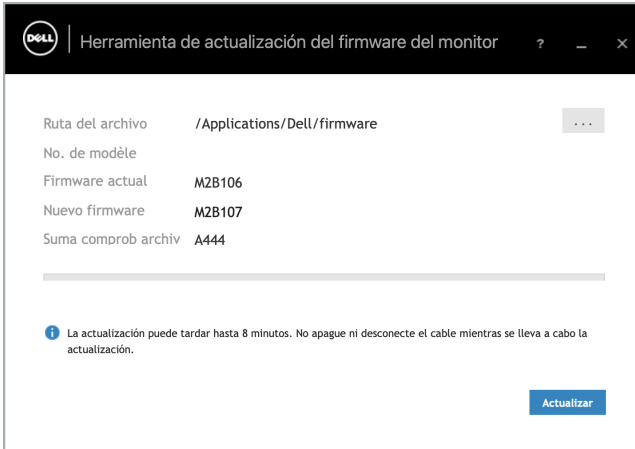 DELL Herramienta de actualización del firmware del monitor ? _ ×
Ruta del archivo /Applications/Dell/firmware ...
No. de modèle
Firmware actual M2B106
Nuevo firmware M2B107
Suma comprob archiv A444
La actualización puede tardar hasta 8 minutos. No apague ni desconecte el cable mientras se lleva a cabo la
actualización.
Actualizar